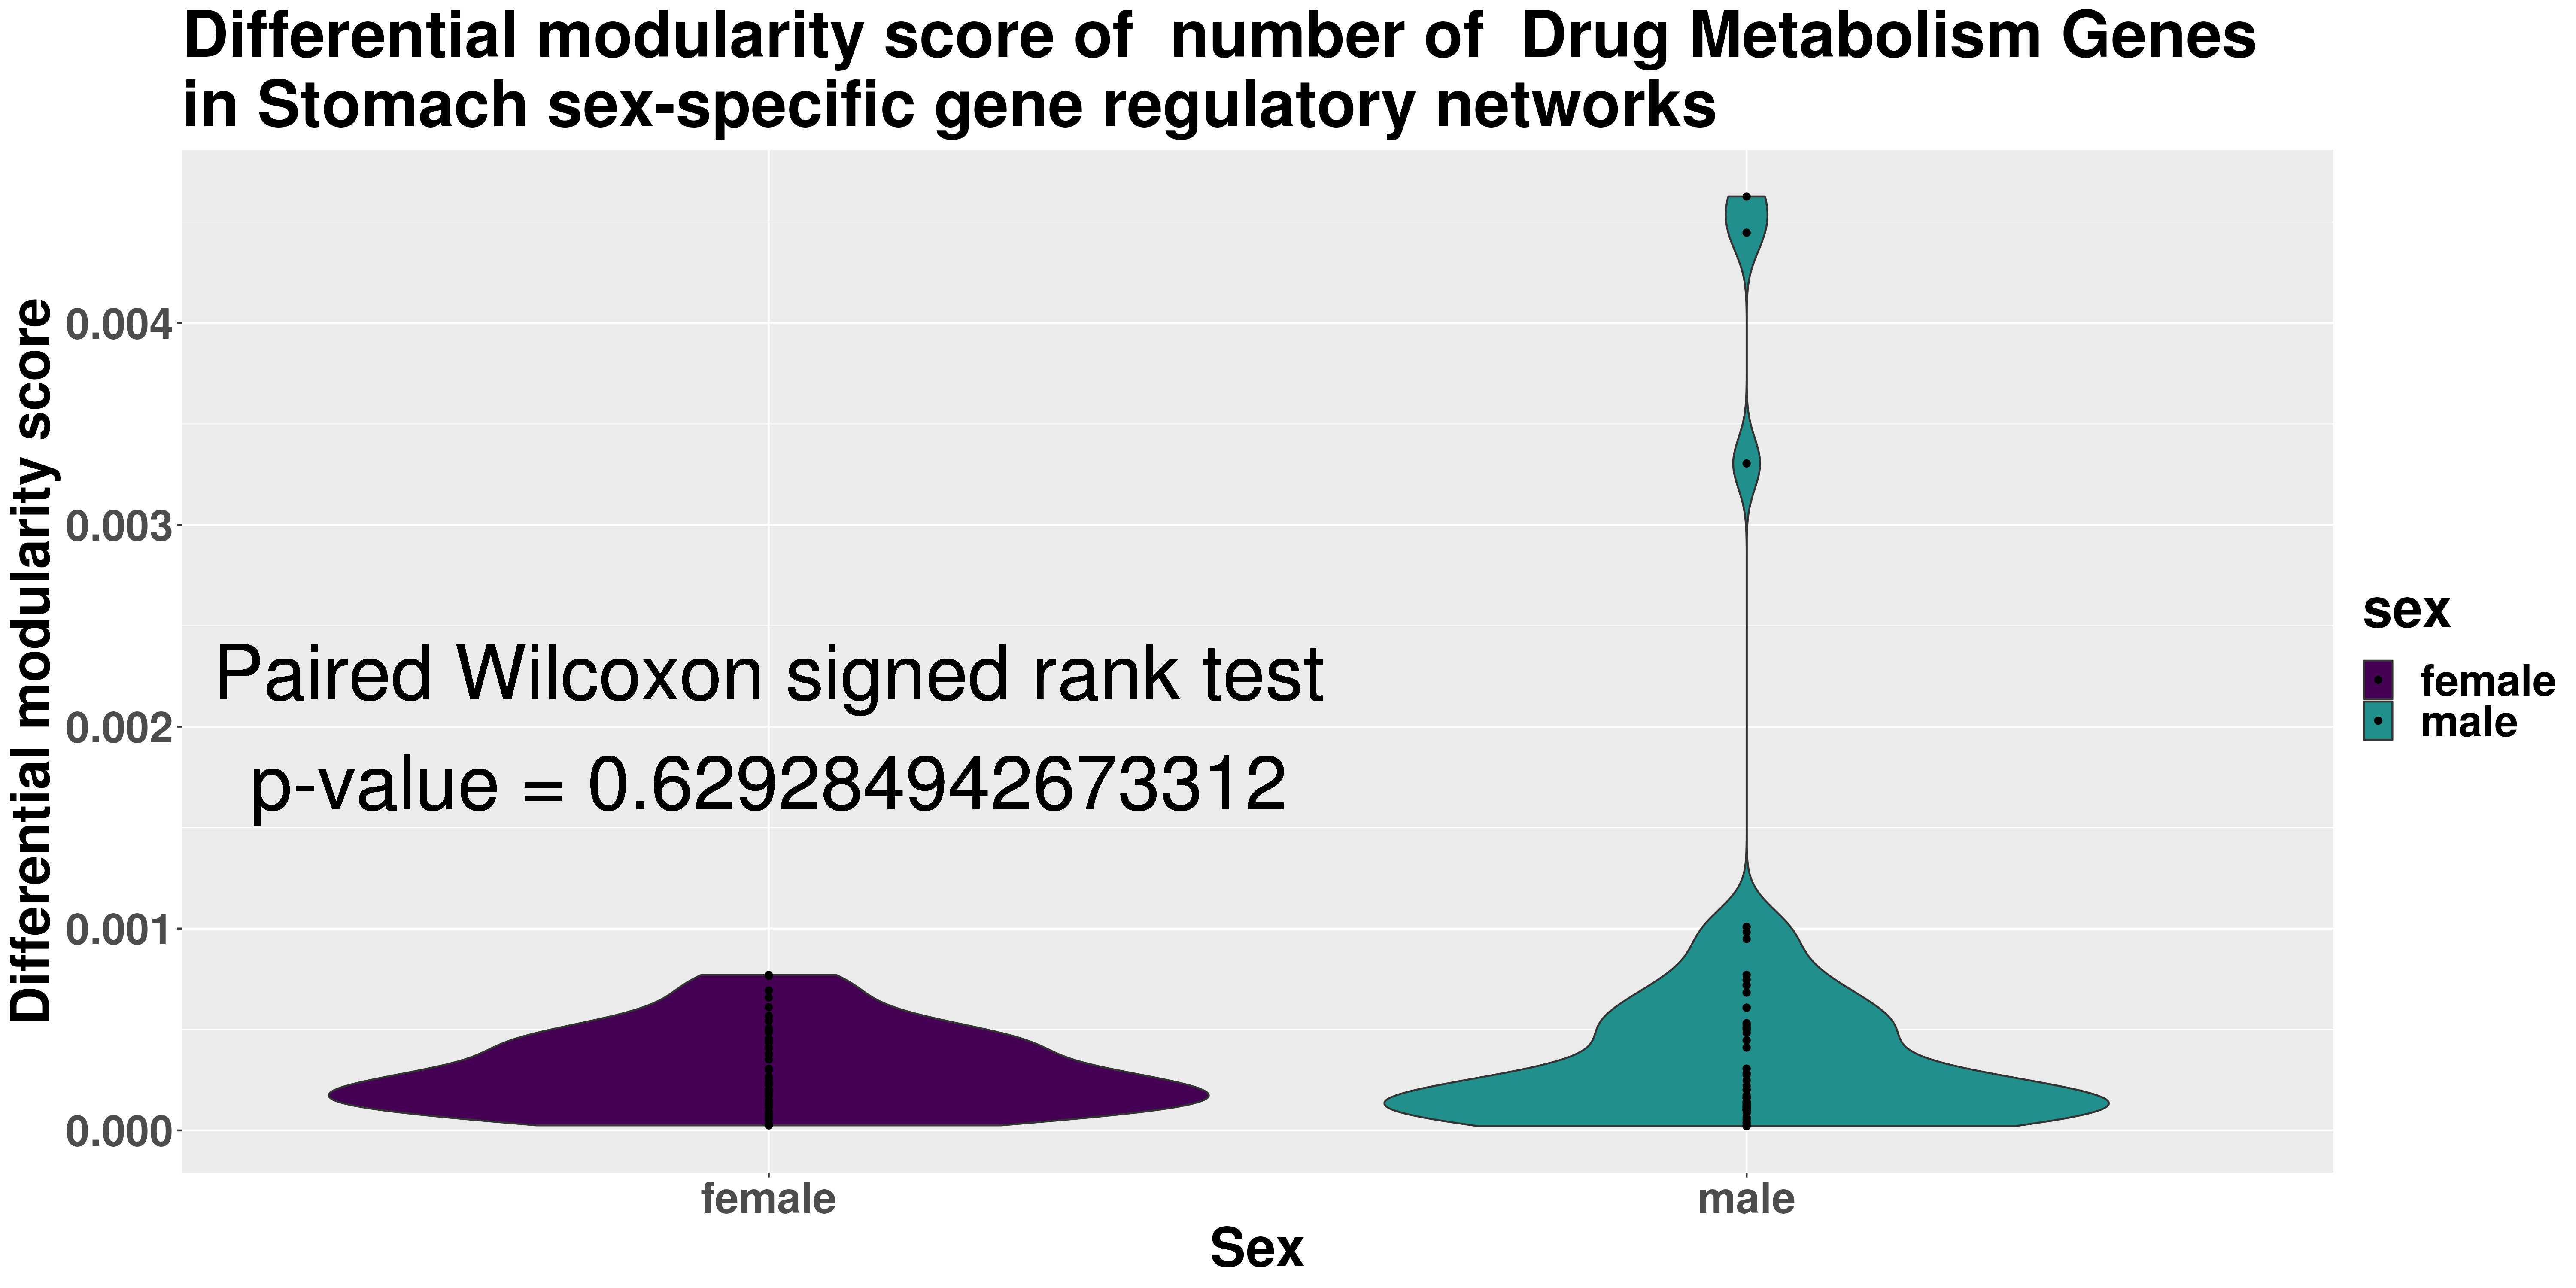 Differential modularity score of  number of  Drug Metabolism Genes
in Stomach sex-specific gene regulatory networks
Differential modularity score
0.004
0.003
0.002
0.001
0.000
Paired Wilcoxon signed rank test
p-value = 0.6292849426733​12
female
male
Sex
sex
female
male